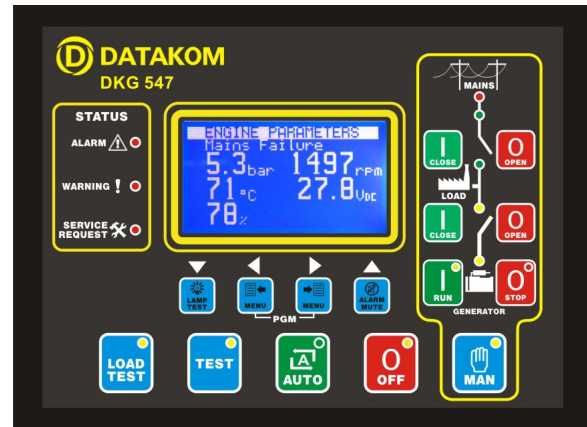 D DATAKOM
DKG 547
STATUS
ALARM
WARNING !
SERVICE
REQUEST
ENGINE PARAMETERS
Mains Failure
5.3bar 1497rpm
71°C 27.8VDC
78%
LAMP
TEST
MENU
MENU
ALARM
MUTE
PGM
LOAD
TEST
TEST
A
AUTO
O
OFF
MAINS
I
CLOSE
O
OPEN
LOAD
I
CLOSE
O
OPEN
I
RUN
O
STOP
GENERATOR
MAN